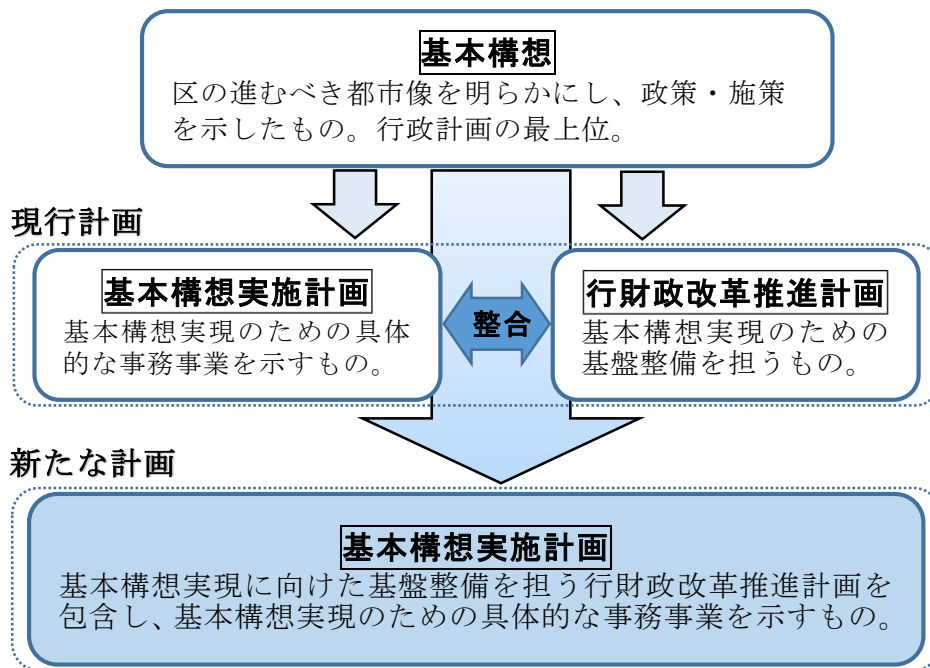 基本構想
区の進むべき都市像を明らかにし、政策・施策
を示したもの。行政計画の最上位。
現行計画
基本構想実施計画
基本構想実現のための具体
的な事務事業を示すもの。
整合
行財政改革推進計画
基本構想実現のための
基盤整備を担うもの。
新たな計画
基本構想実施計画
基本構想実現に向けた基盤整備を担う行財政改革推進計画を
包含し、基本構想実現のための具体的な事務事業を示すもの。